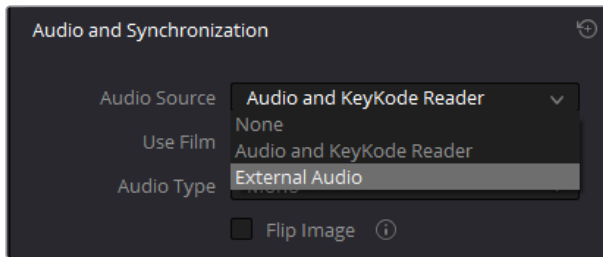 Audio and Synchronization
Audio Source Audio and KeyKode Reader
None
Use Film
Audio and KeyKode Reader
External Audio
Audio Type
Flip Image